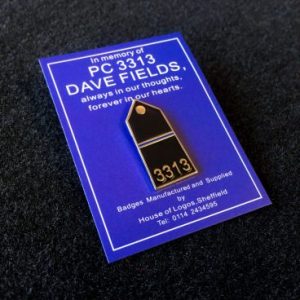 In memory of
PC 3313
DAVE FIELDS,
always in our thoughts,
forever in our hearts.
3313
Badges Manufactured and Supplied
by
House of Logos,Sheffield
Tel: 0114 2434595